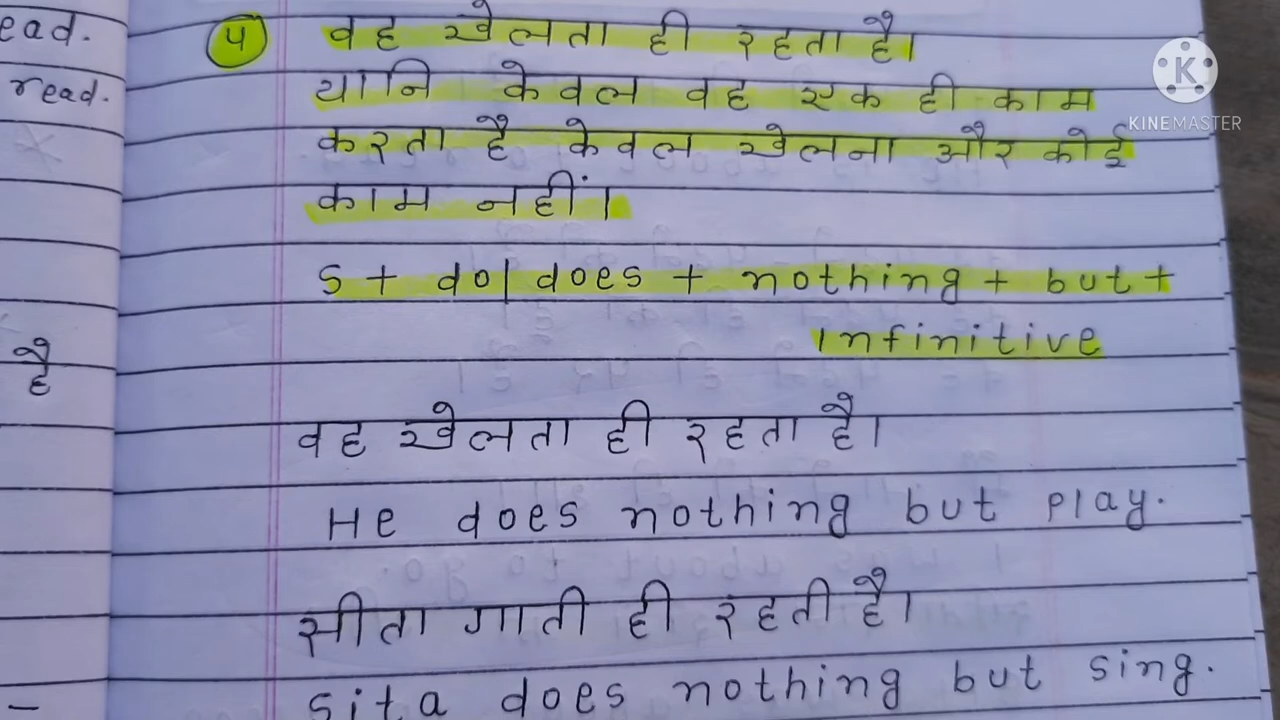 ead.
read.
है
५ वह खेलता ही रहता है।
यानि केवल वह एक ही काम
करता है केवल खेलना और कोई
काम नहीं।
S + do/does + nothing + but +
Infinitive
वह खेलता ही रहता है।
He does nothing but play.
सीता गाती ही रहती है।
Sita does nothing but sing.
K
KINEMASTER